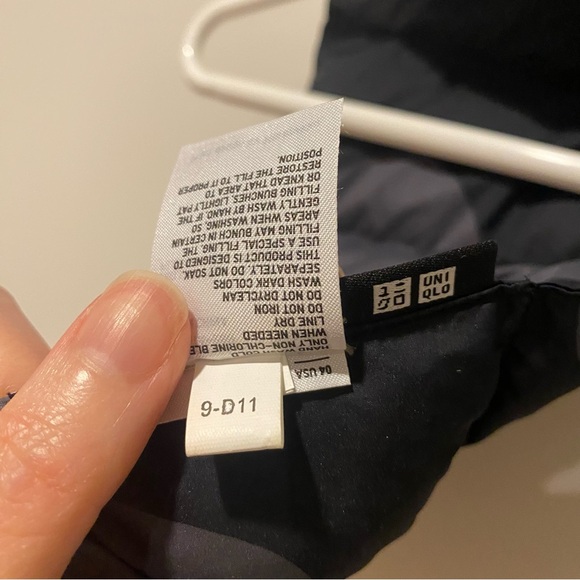 04 USA
ONLY NON-CHLORINE BLE
WHEN NEEDED
LINE DRY
DO NOT IRON
DO NOT DRYCLEAN
WASH DARK COLORS
SEPARATELY. DO NOT SOAK.
THIS PRODUCT IS DESIGNED TO
USE A SPECIAL FILLING. THE
FILLING MAY BUNCH IN CERTAIN
AREAS WHEN WASHING, SO
GENTLY WASH BY HAND. IF THE
FILLING BUNCHES, LIGHTLY PAT
OR KNEAD THAT AREA TO
RESTORE THE FILL TO IT PROPER
POSITION.
ユニ
クロ
UNI
QLO
9-D11